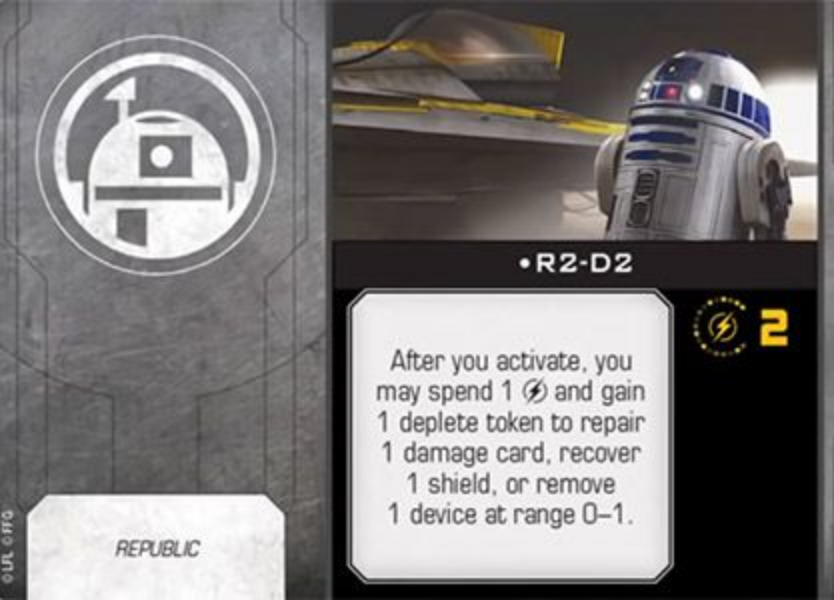 •R2-D2
2
After you activate, you
may spend 1 and gain
1 deplete token to repair
1 damage card, recover
1 shield, or remove
1 device at range 0–1.
REPUBLIC
©LFL ©FFG